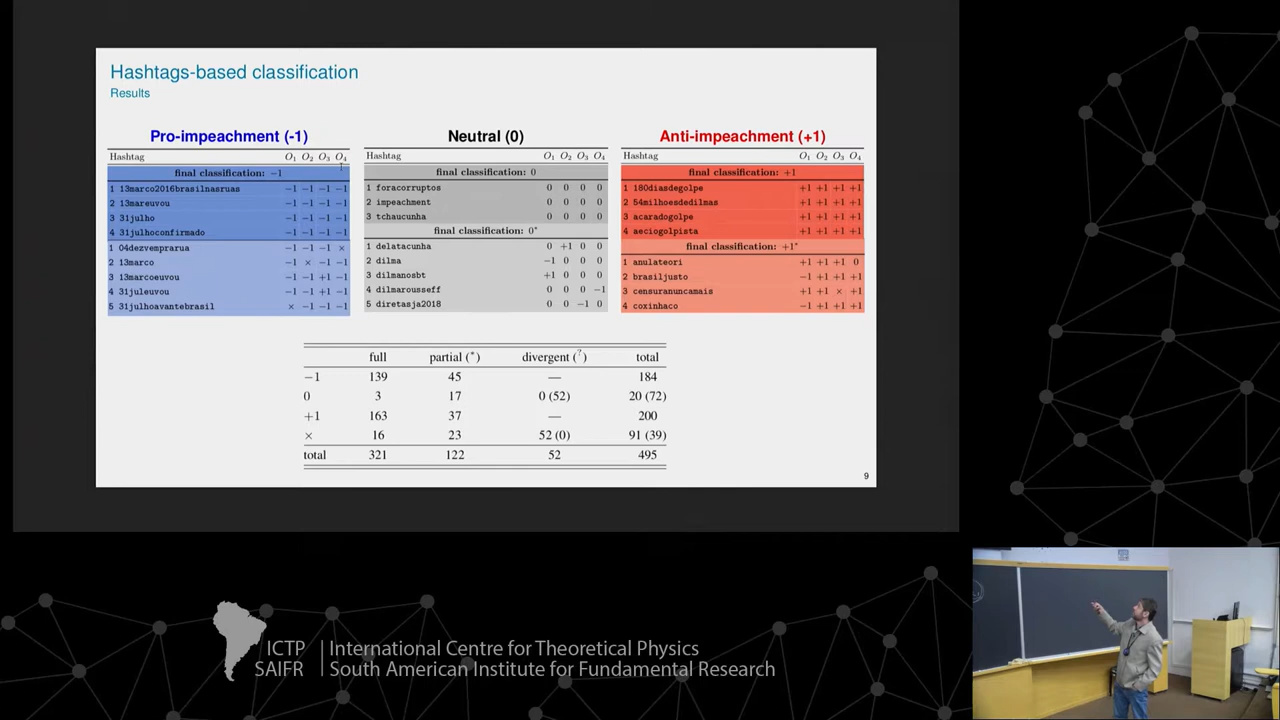 Hashtags-based classification
Results
Pro-impeachment (-1)
Hashtag O1 O2 O3 O4
final classification: −1
1 13marco2016brasilnasruas −1 −1 −1 −1
2 13mareuvou −1 −1 −1 −1
3 31julho −1 −1 −1 −1
4 31julhoconfirmado −1 −1 −1 −1
1 04dezvemprarua −1 −1 −1 ×
2 13marco −1 × −1 −1
3 13marcoeuvou −1 −1 +1 −1
4 31juleuvou −1 −1 −1 −1
5 31julhoavantebrasil × −1 −1 −1
Neutral (0)
Hashtag O1 O2 O3 O4
final classification: 0
1 foracorruptos 0 0 0 0
2 impeachment 0 0 0 0
3 tchaucunha 0 0 0 0
final classification: 0*
1 delatacunha 0 +1 0 0
2 dilma −1 0 0 0
3 dilmanosbt +1 0 0 0
4 dilmarousseff 0 0 0 −1
5 diretasja2018 0 0 −1 0
Anti-impeachment (+1)
Hashtag O1 O2 O3 O4
final classification: +1
1 180diasdegolpe +1 +1 +1 +1
2 54milhoesdedilmas +1 +1 +1 +1
3 acaradogolpe +1 +1 +1 +1
4 aeciogolpista +1 +1 +1 +1
final classification: +1*
1 anulateori +1 +1 +1 0
2 brasiljusto −1 +1 +1 +1
3 censuranuncamais +1 +1 × +1
4 coxinhaco −1 +1 +1 +1
full partial (*) divergent (?) total
−1 139 45 — 184
0 3 17 0 (52) 20 (72)
+1 163 37 — 200
× 16 23 52 (0) 91 (39)
total 321 122 52 495
9
ICTP International Centre for Theoretical Physics
SAIFR South American Institute for Fundamental Research